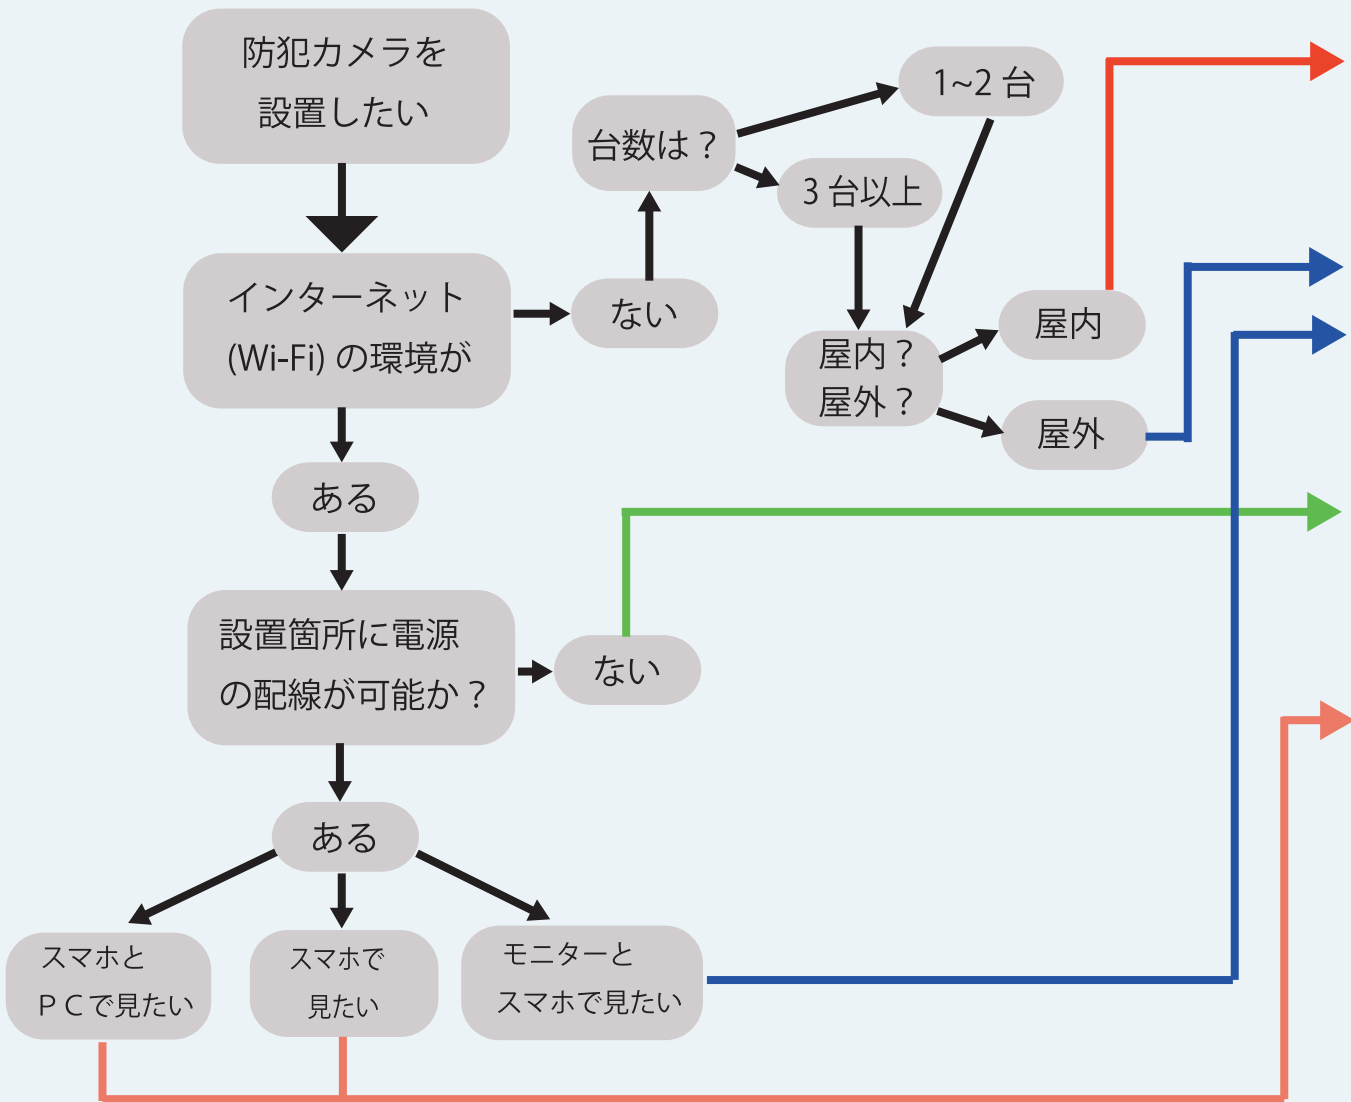 防犯カメラを
設置したい
インターネット
(Wi-Fi) の環境が
ない
台数は？
1~2 台
3 台以上
屋内？
屋外？
屋内
屋外
ある
設置箇所に電源
の配線が可能か？
ない
ある
スマホと
ＰＣで見たい
スマホで
見たい
モニターと
スマホで見たい